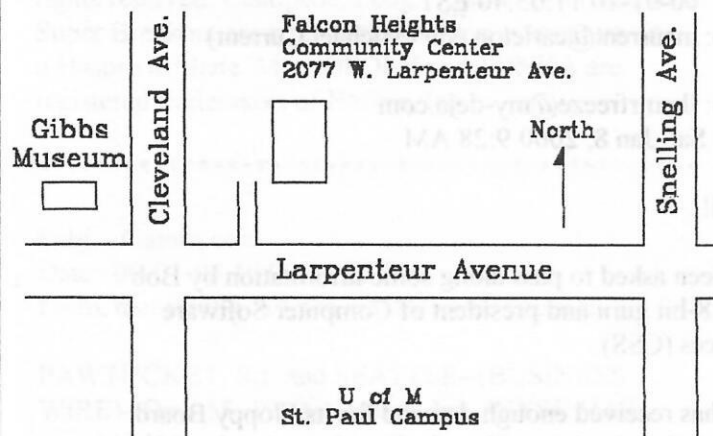 Falcon Heights
Community Center
2077 W. Larpenteur Ave.
Cleveland Ave.
Snelling Ave.
Gibbs
Museum
North
Larpenteur Avenue
U of M
St. Paul Campus